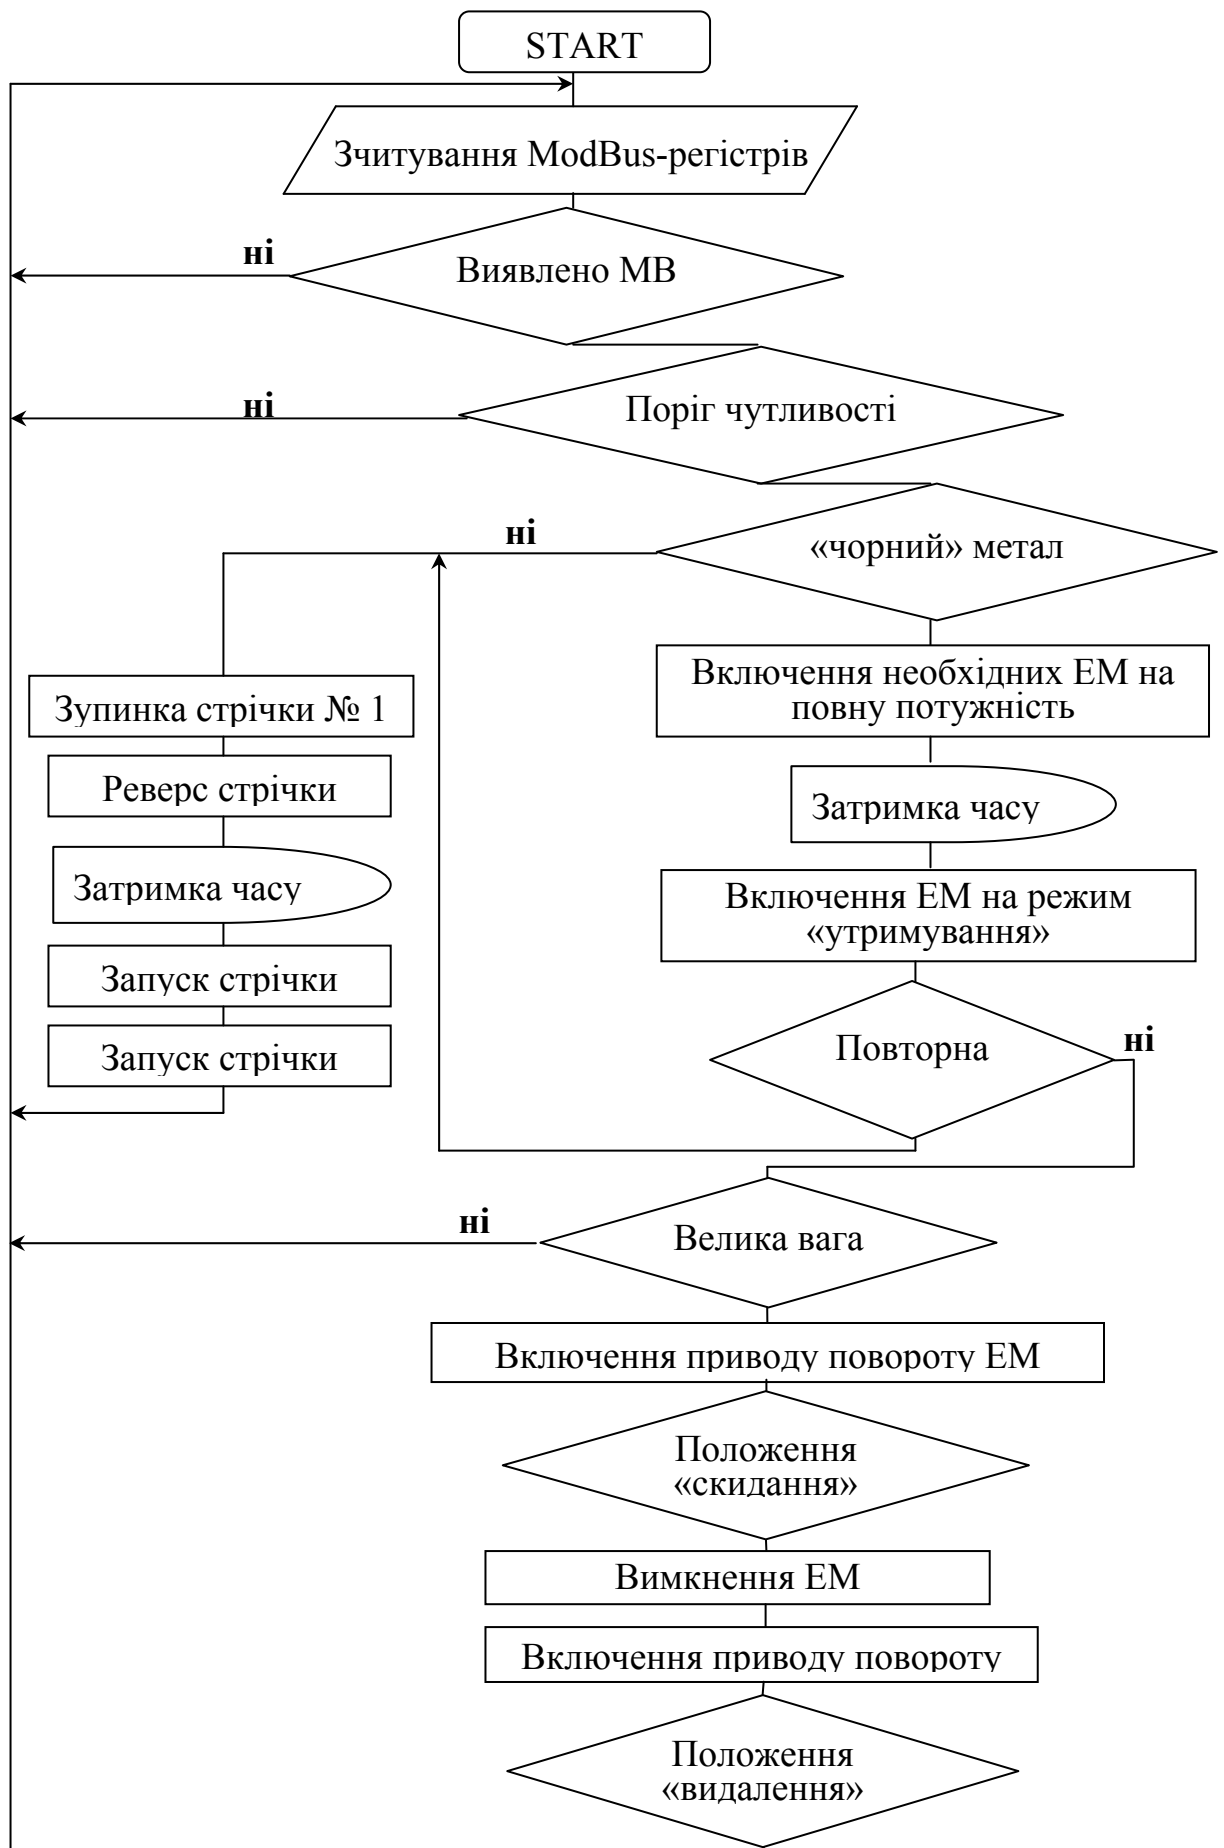 START
Зчитування ModBus-регістрів
ні
Виявлено МВ
ні
Поріг чутливості
ні
«чорний» метал
Включення необхідних ЕМ на
повну потужність
Зупинка стрічки № 1
Реверс стрічки
Затримка часу
Затримка часу
Включення ЕМ на режим
«утримування»
Запуск стрічки
Запуск стрічки
Повторна
ні
ні
Велика вага
Включення приводу повороту ЕМ
Положення
«скидання»
Вимкнення ЕМ
Включення приводу повороту
Положення
«видалення»